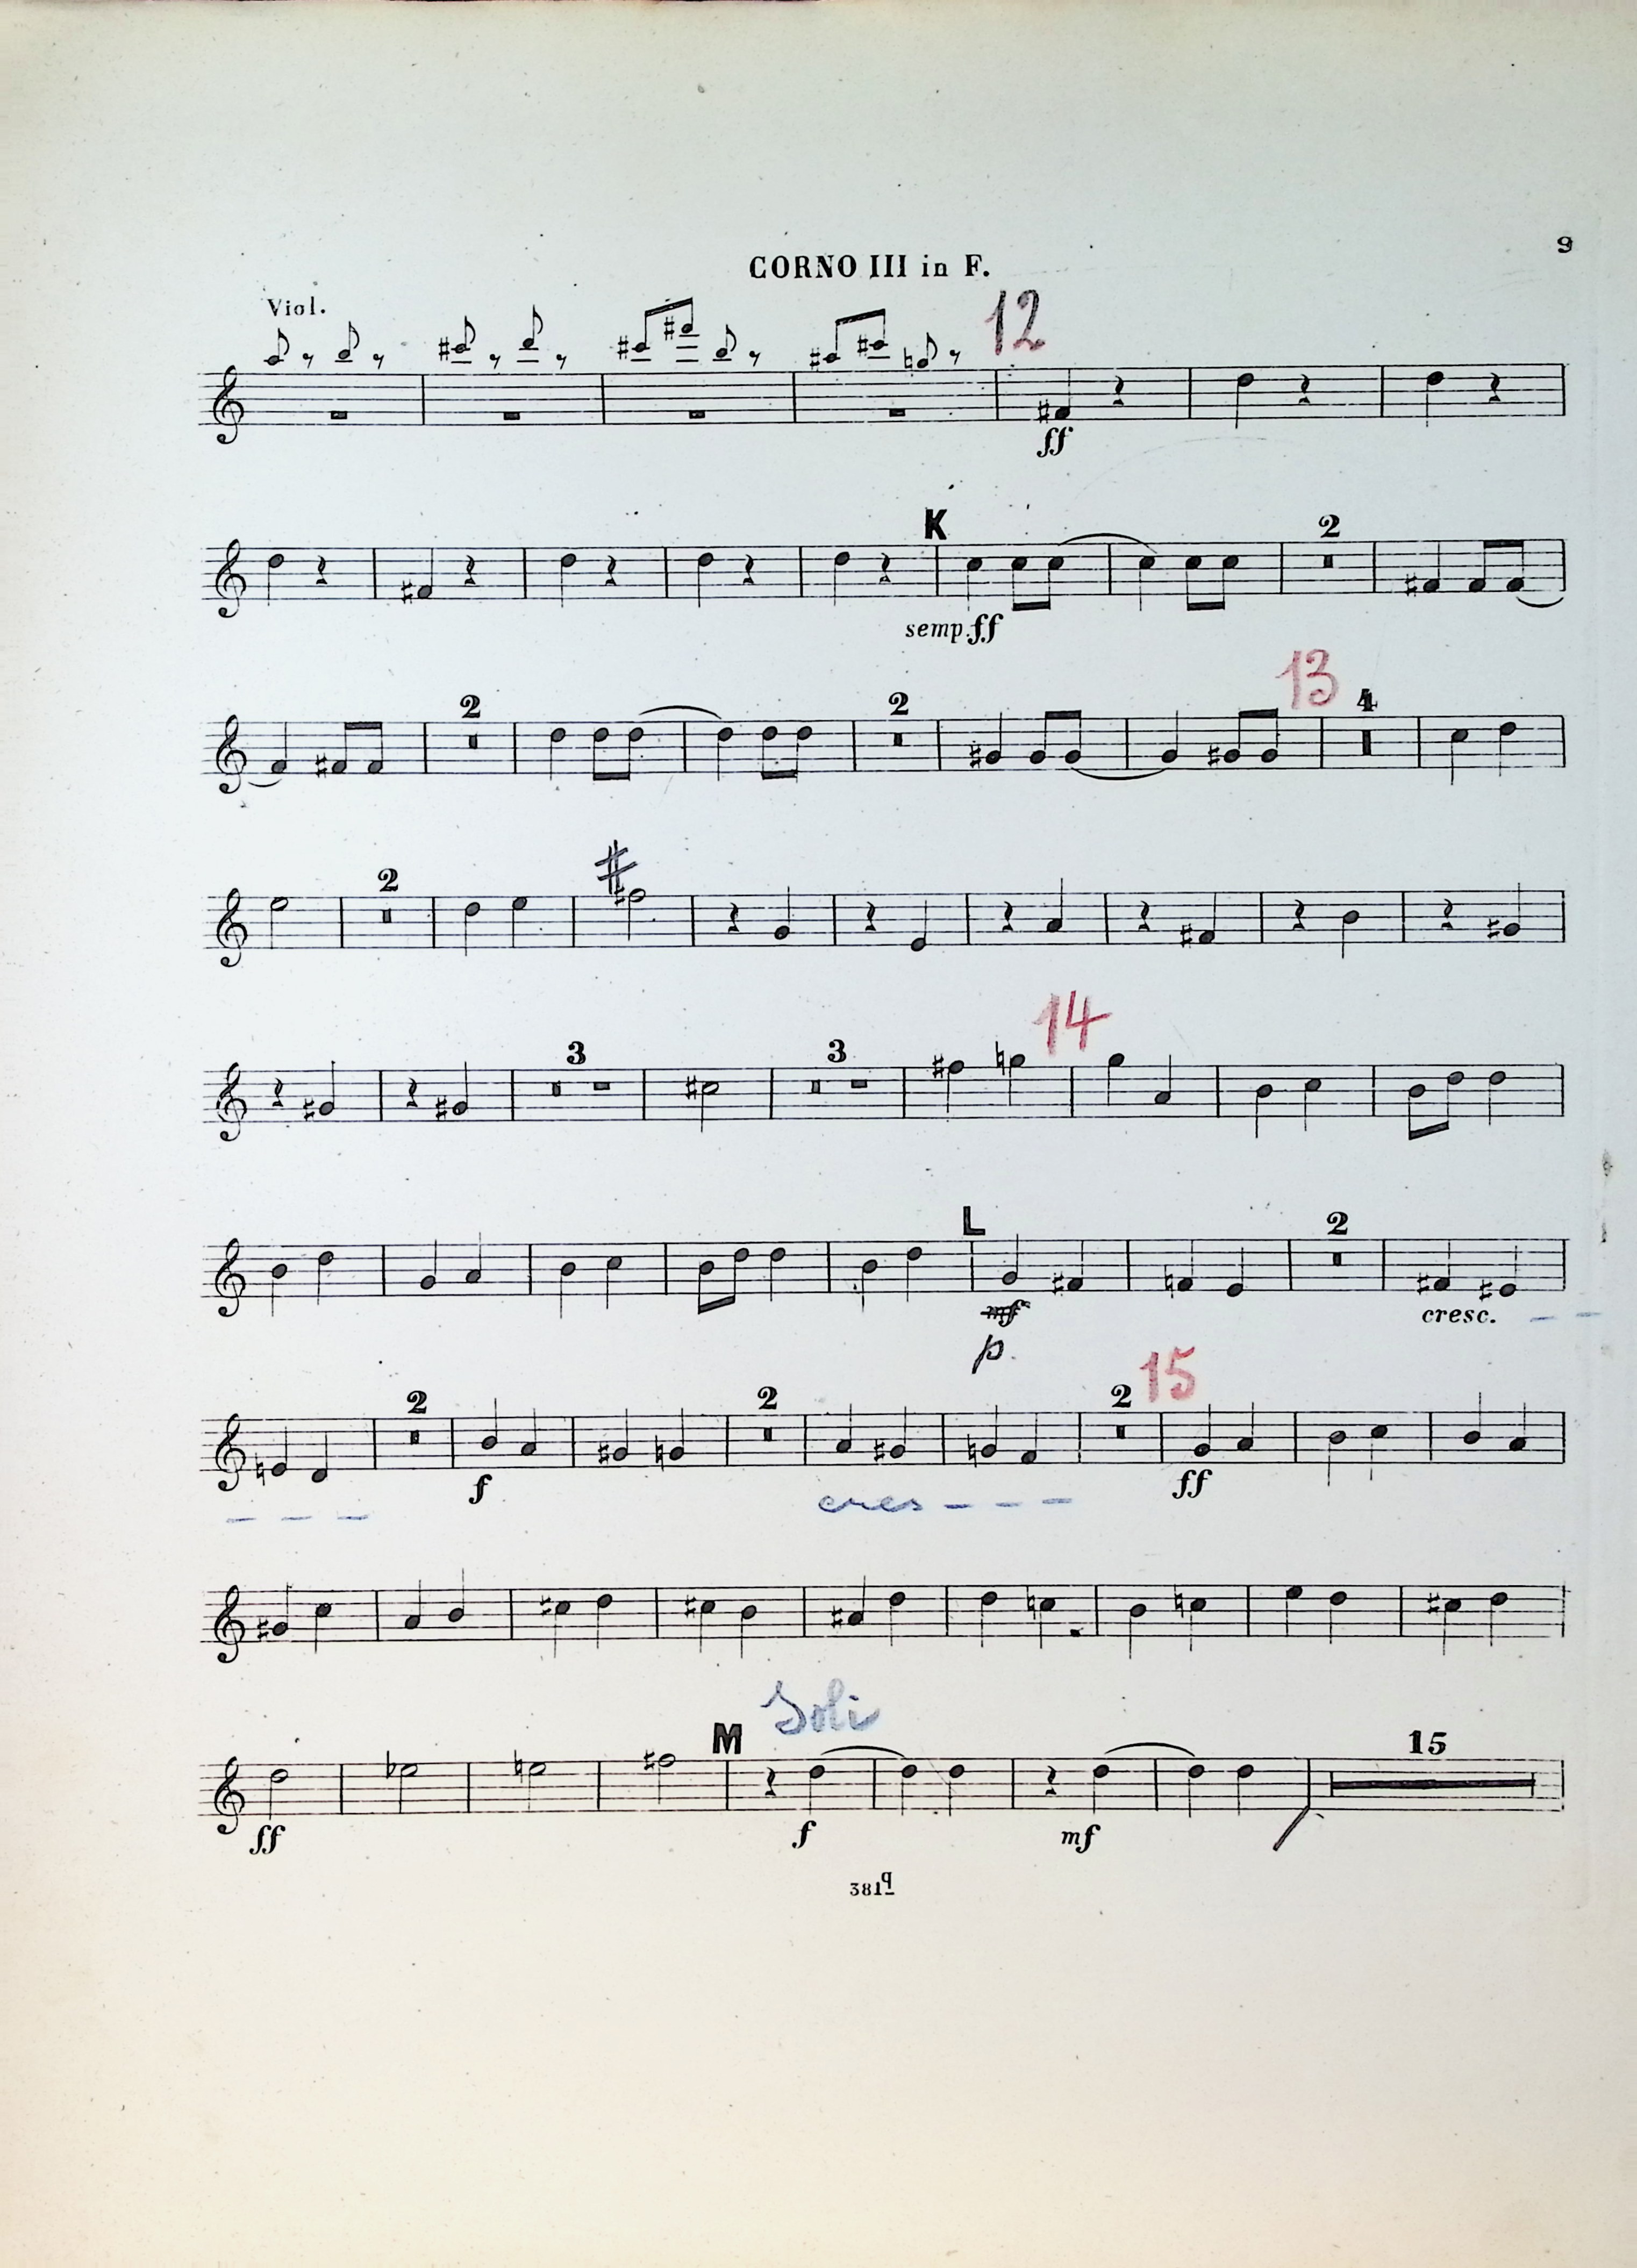 9
CORNO III in F.
Viol.
12
ff
K
2
semp. ff
13
2
2
4
2
14
3
3
L
2
mf
cresc.
p.
15
2
2
2
f
ff
cres - - -
Soli
M
15
ff
f
mf
381q